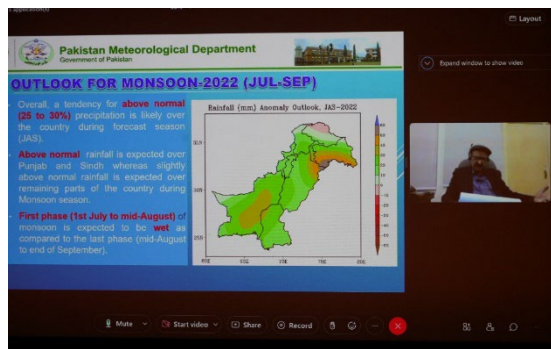 Layout
Pakistan Meteorological Department
Government of Pakistan
Expand window to show video
OUTLOOK FOR MONSOON-2022 (JUL-SEP)
Overall, a tendency for above normal
(25 to 30%) precipitation is likely over
the country during forecast season
(JAS).
Above normal rainfall is expected over
Punjab and Sindh whereas slightly
above normal rainfall is expected over
remaining parts of the country during
Monsoon season.
First phase (1st July to mid-August) of
monsoon is expected to be wet as
compared to the last phase (mid-August
to end of September).
Rainfall (mm) Anomaly Outlook, JAS-2022
Mute
Start video
Share
Record